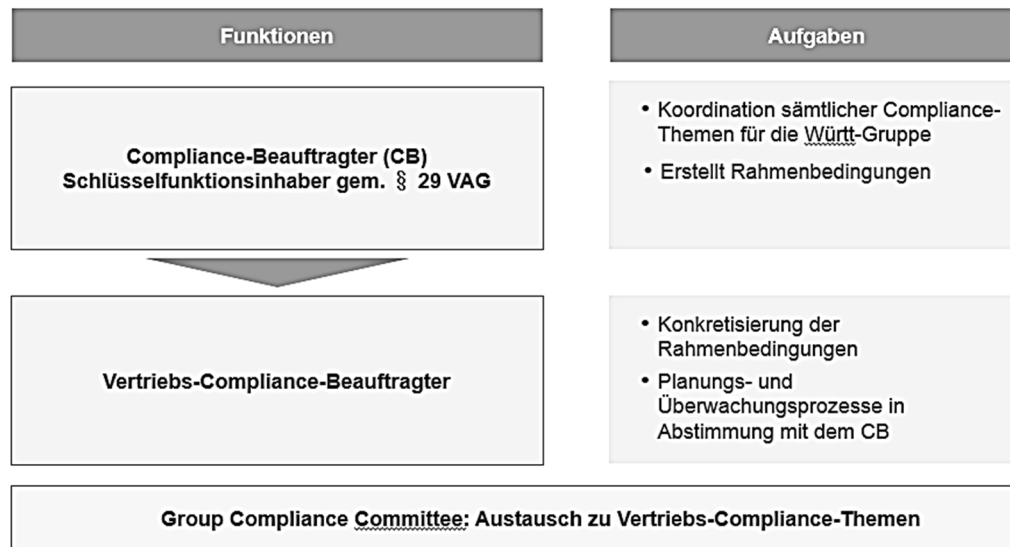 Funktionen
Aufgaben
Compliance-Beauftragter (CB)
Schlüsselfunktionsinhaber gem. § 29 VAG
• Koordination sämtlicher Compliance-
Themen für die Württ-Gruppe
• Erstellt Rahmenbedingungen
Vertriebs-Compliance-Beauftragter
• Konkretisierung der
Rahmenbedingungen
• Planungs- und
Überwachungsprozesse in
Abstimmung mit dem CB
Group Compliance Committee: Austausch zu Vertriebs-Compliance-Themen